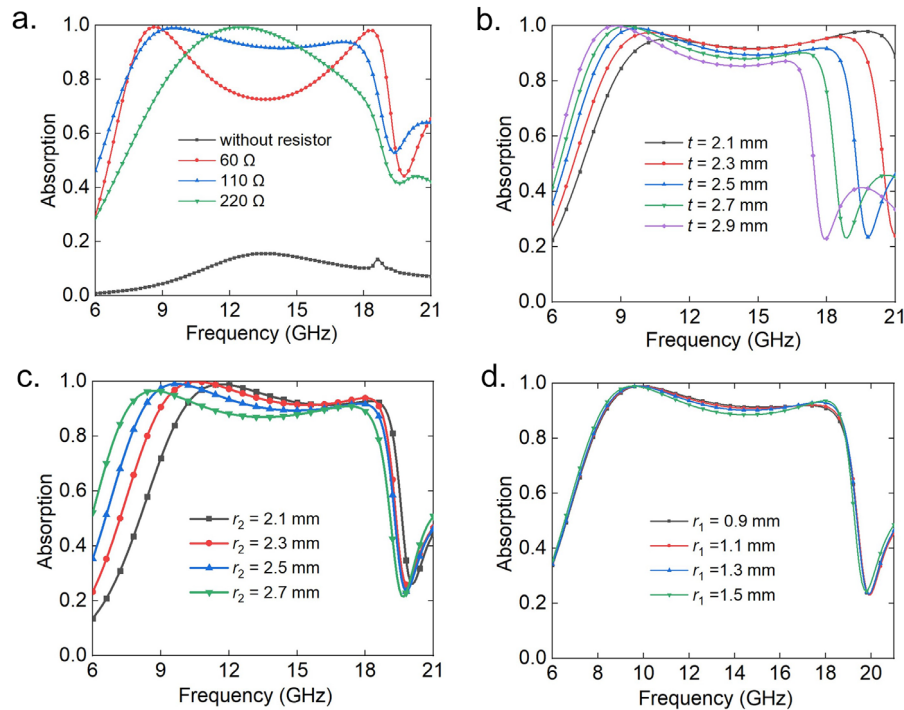 a.
Absorption
1.0
0.8
0.6
0.4
0.2
0.0
without resistor
60 Ω
110 Ω
220 Ω
6 9 12 15 18 21
Frequency (GHz)
b.
Absorption
1.0
0.8
0.6
0.4
0.2
0.0
t = 2.1 mm
t = 2.3 mm
t = 2.5 mm
t = 2.7 mm
t = 2.9 mm
6 9 12 15 18 21
Frequency (GHz)
c.
Absorption
1.0
0.8
0.6
0.4
0.2
0.0
r₂ = 2.1 mm
r₂ = 2.3 mm
r₂ = 2.5 mm
r₂ = 2.7 mm
6 9 12 15 18 21
Frequency (GHz)
d.
Absorption
1.0
0.8
0.6
0.4
0.2
0.0
r₁ = 0.9 mm
r₁ =1.1 mm
r₁ =1.3 mm
r₁ =1.5 mm
6 8 10 12 14 16 18 20
Frequency (GHz)